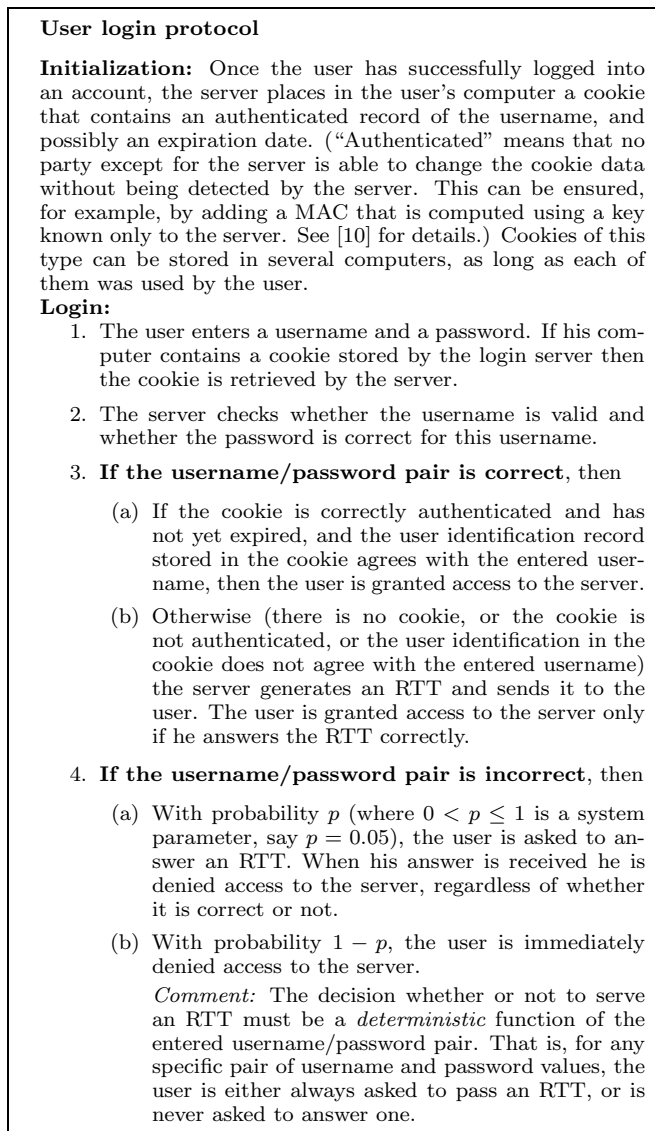 User login protocol
Initialization: Once the user has successfully logged into
an account, the server places in the user's computer a cookie
that contains an authenticated record of the username, and
possibly an expiration date. (“Authenticated” means that no
party except for the server is able to change the cookie data
without being detected by the server. This can be ensured,
for example, by adding a MAC that is computed using a key
known only to the server. See [10] for details.) Cookies of this
type can be stored in several computers, as long as each of
them was used by the user.
Login:
1. The user enters a username and a password. If his com-
puter contains a cookie stored by the login server then
the cookie is retrieved by the server.
2. The server checks whether the username is valid and
whether the password is correct for this username.
3. If the username/password pair is correct, then
(a) If the cookie is correctly authenticated and has
not yet expired, and the user identification record
stored in the cookie agrees with the entered user-
name, then the user is granted access to the server.
(b) Otherwise (there is no cookie, or the cookie is
not authenticated, or the user identification in the
cookie does not agree with the entered username)
the server generates an RTT and sends it to the
user. The user is granted access to the server only
if he answers the RTT correctly.
4. If the username/password pair is incorrect, then
(a) With probability p (where 0 < p ≤ 1 is a system
parameter, say p = 0.05), the user is asked to an-
swer an RTT. When his answer is received he is
denied access to the server, regardless of whether
it is correct or not.
(b) With probability 1 − p, the user is immediately
denied access to the server.
Comment: The decision whether or not to serve
an RTT must be a deterministic function of the
entered username/password pair. That is, for any
specific pair of username and password values, the
user is either always asked to pass an RTT, or is
never asked to answer one.